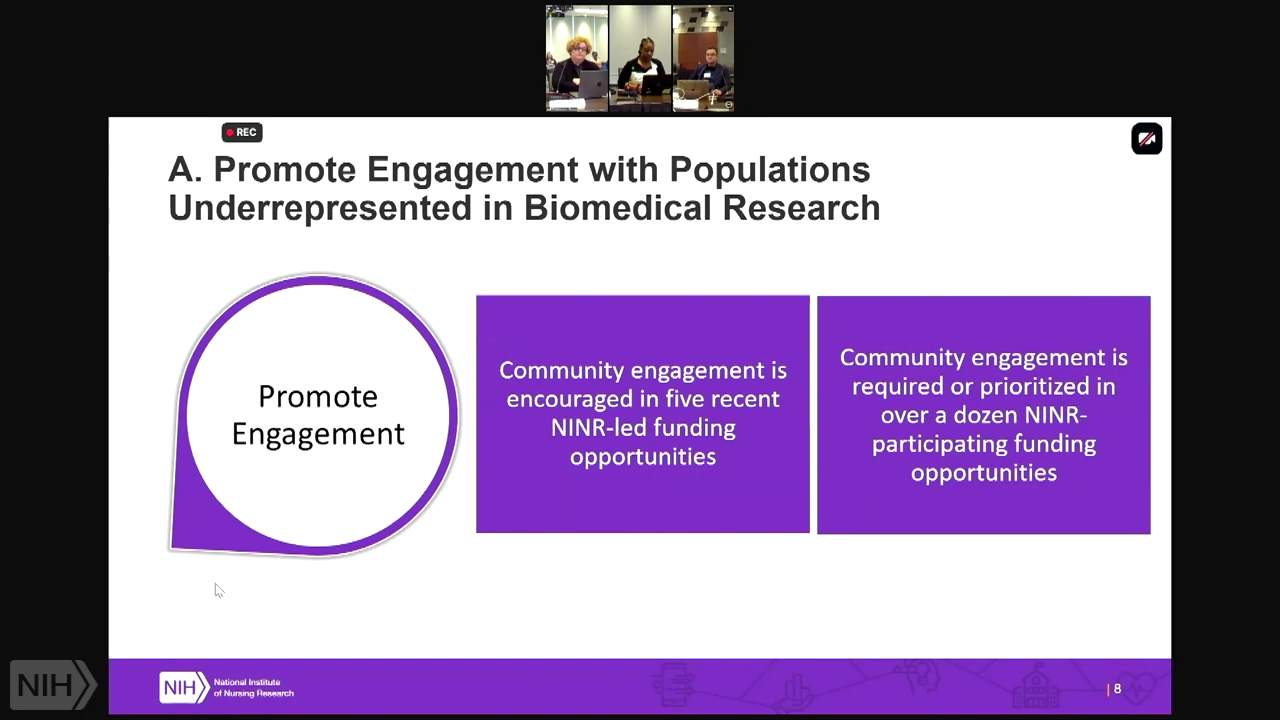 REC
A. Promote Engagement with Populations
Underrepresented in Biomedical Research
Promote
Engagement
Community engagement is
encouraged in five recent
NINR-led funding
opportunities
Community engagement is
required or prioritized in
over a dozen NINR-
participating funding
opportunities
NIH
NIH
National Institute
of Nursing Research
| 8